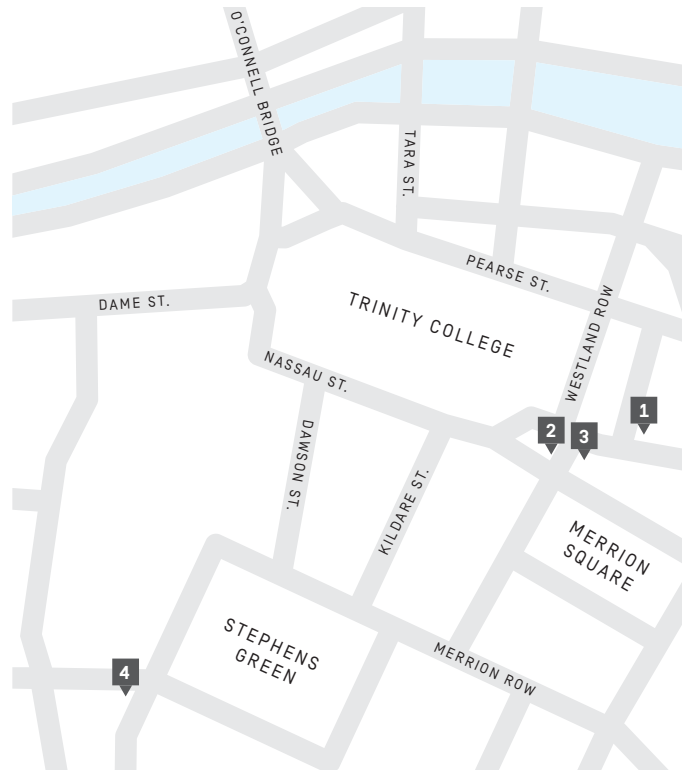 O'CONNELL BRIDGE
TARA ST.
PEARSE ST.
DAME ST.
TRINITY COLLEGE
WESTLAND ROW
NASSAU ST.
1
2
3
DAWSON ST.
KILDARE ST.
MERRION
SQUARE
STEPHENS
GREEN
MERRION ROW
4